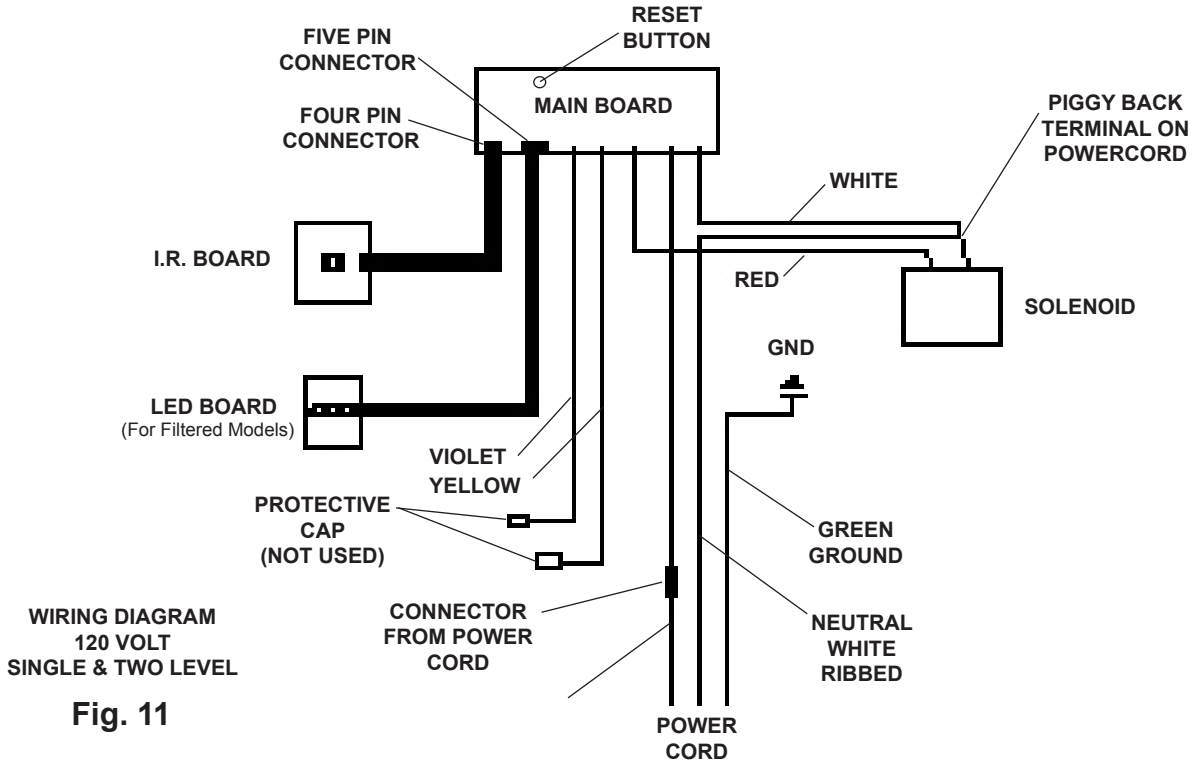 RESET
BUTTON
FIVE PIN
CONNECTOR
FOUR PIN
CONNECTOR
MAIN BOARD
PIGGY BACK
TERMINAL ON
POWERCORD
WHITE
I.R. BOARD
RED
SOLENOID
GND
LED BOARD
(For Filtered Models)
VIOLET
YELLOW
PROTECTIVE
CAP
(NOT USED)
GREEN
GROUND
CONNECTOR
FROM POWER
CORD
NEUTRAL
WHITE
RIBBED
WIRING DIAGRAM
120 VOLT
SINGLE & TWO LEVEL
Fig. 11
POWER
CORD